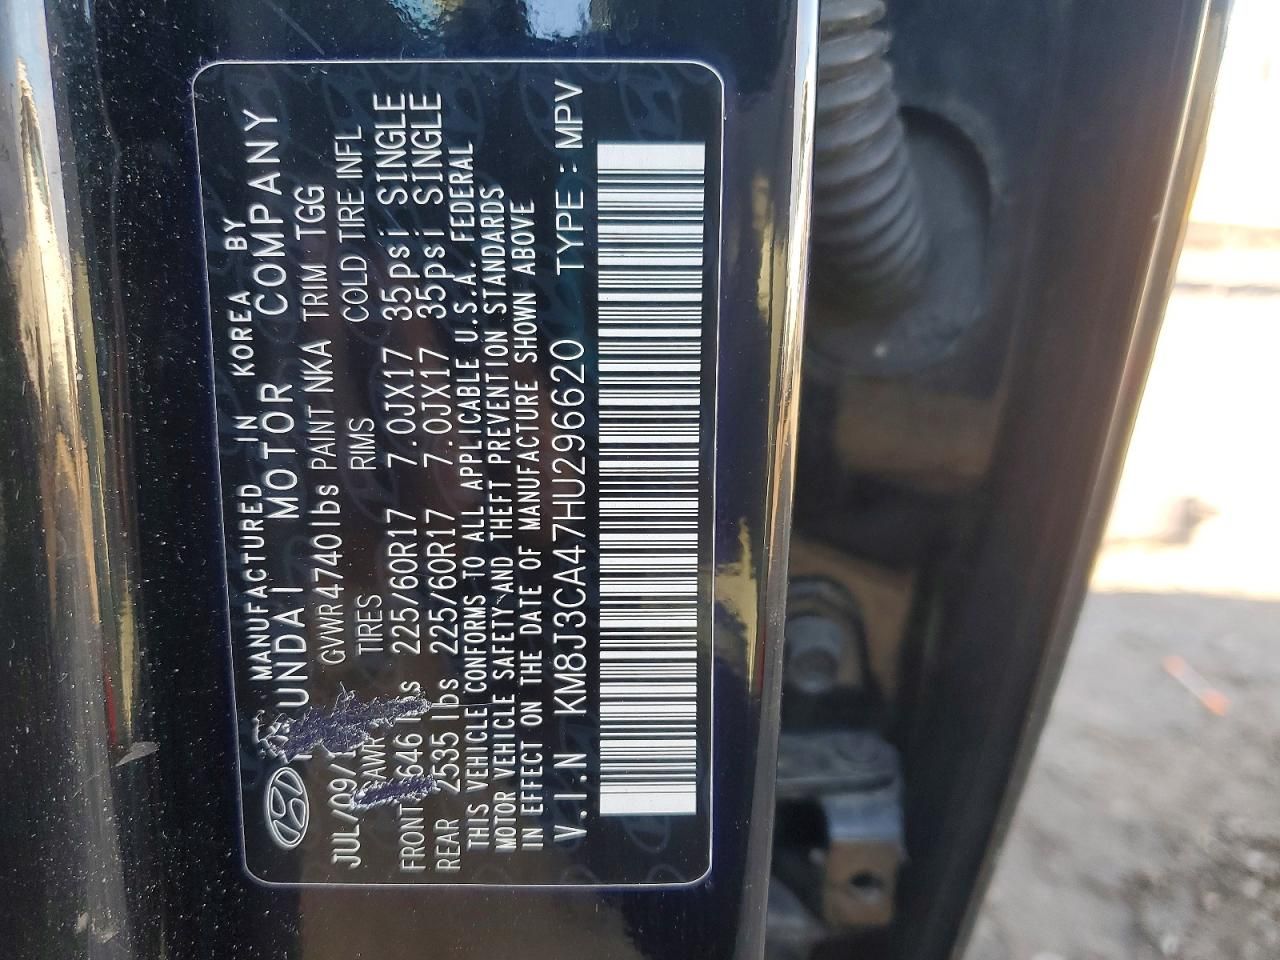 MANUFACTURED IN KOREA BY
UNDAI MOTOR COMPANY
JUL/09/ GVWR4740lbs PAINT NKA TRIM TGG
TIRES RIMS COLD TIRE INFL
FRONT 646 lbs 225/60R17 7.0JX17 35psi SINGLE
REAR 2535 lbs 225/60R17 7.0JX17 35psi SINGLE
THIS VEHICLE CONFORMS TO ALL APPLICABLE U.S.A. FEDERAL
MOTOR VEHICLE SAFETY AND THEFT PREVENTION STANDARDS
IN EFFECT ON THE DATE OF MANUFACTURE SHOWN ABOVE
V.I.N KM8J3CA47HU296620 TYPE : MPV